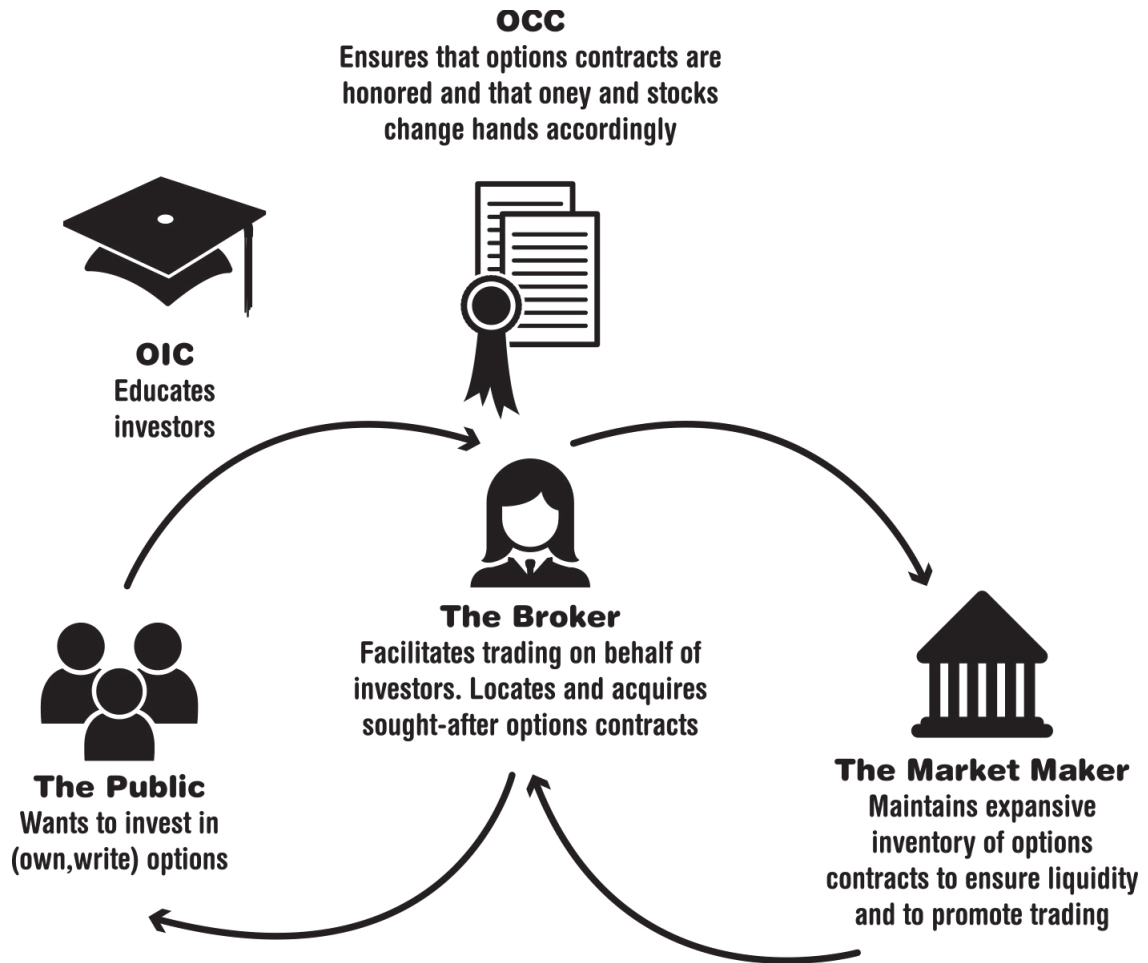 OCC
Ensures that options contracts are
honored and that oney and stocks
change hands accordingly
OIC
Educates
investors
The Broker
Facilitates trading on behalf of
investors. Locates and acquires
sought-after options contracts
The Public
Wants to invest in
(own,write) options
The Market Maker
Maintains expansive
inventory of options
contracts to ensure liquidity
and to promote trading